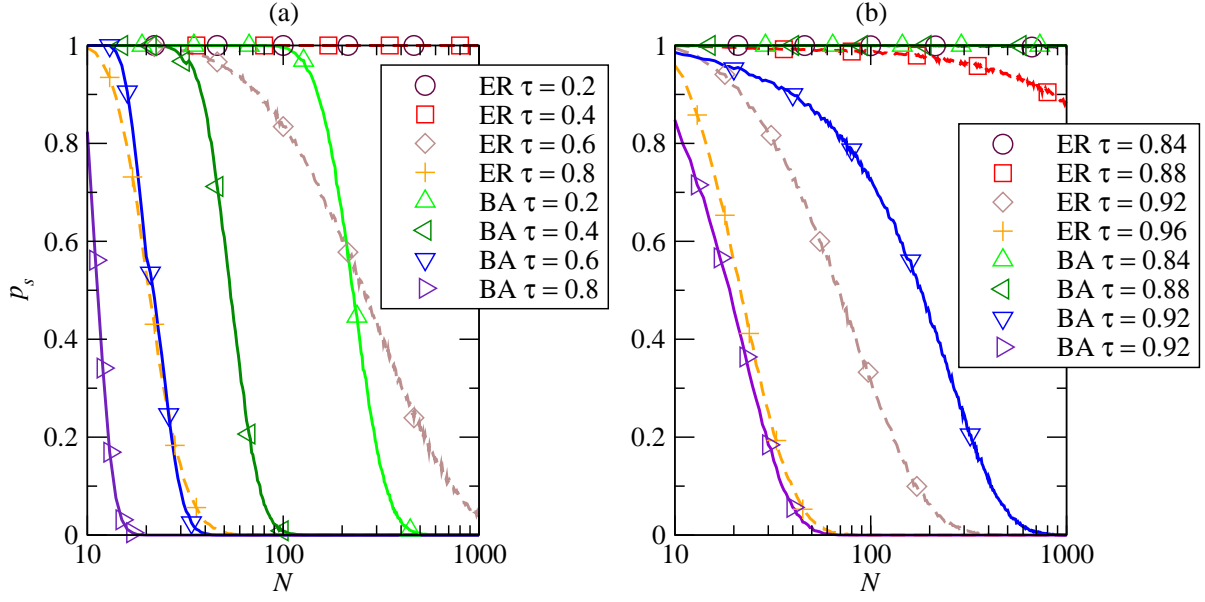 (a)
(b)
1
0.8
0.6
0.4
0.2
0
p_s
10
100
1000
N
ER τ = 0.2
ER τ = 0.4
ER τ = 0.6
ER τ = 0.8
BA τ = 0.2
BA τ = 0.4
BA τ = 0.6
BA τ = 0.8
1
0.8
0.6
0.4
0.2
0
10
100
1000
N
ER τ = 0.84
ER τ = 0.88
ER τ = 0.92
ER τ = 0.96
BA τ = 0.84
BA τ = 0.88
BA τ = 0.92
BA τ = 0.92